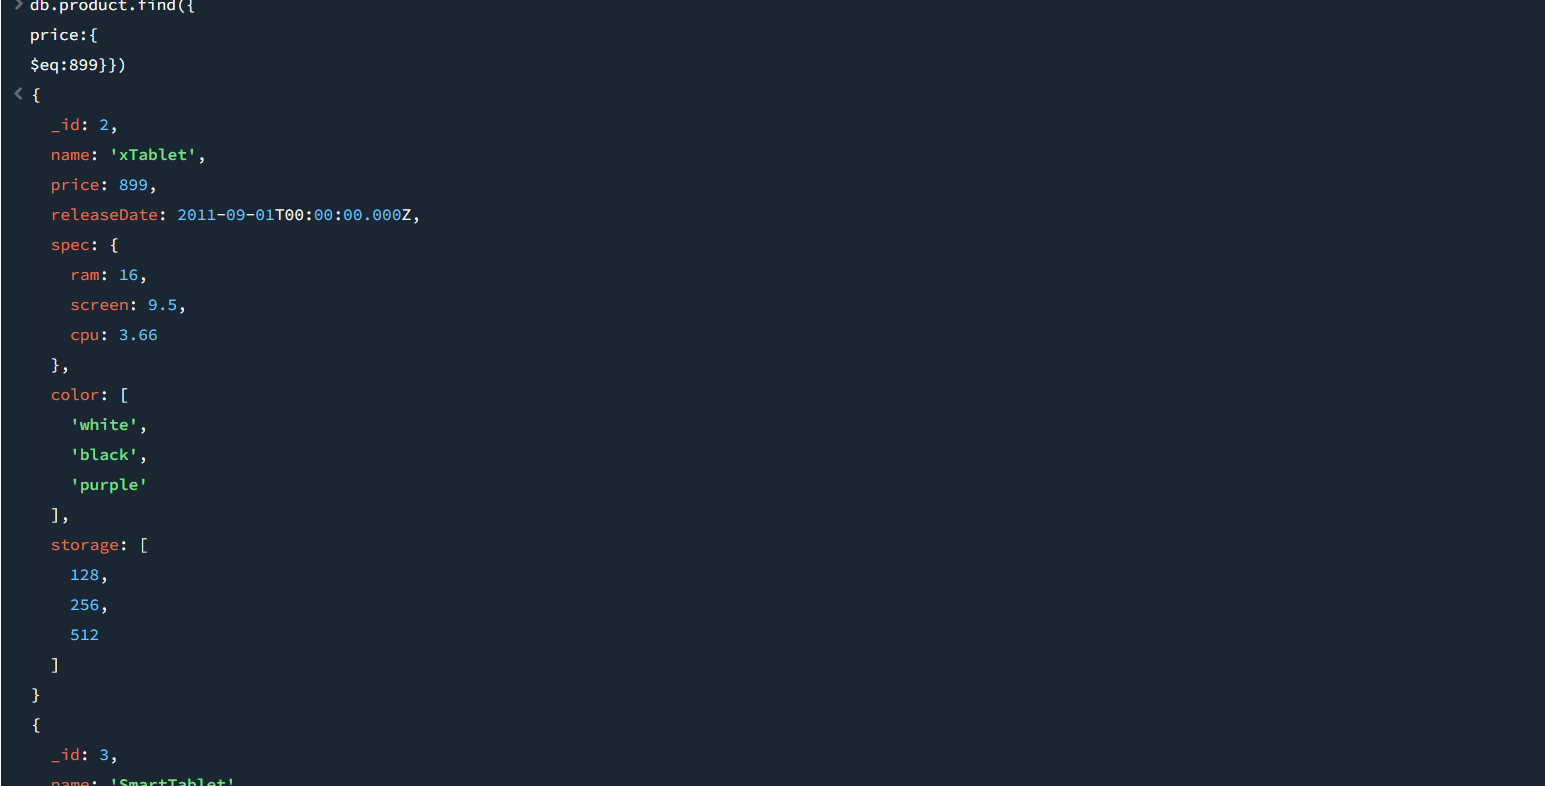 db.product.find({
price:{
$eq:899}})
{
_id: 2,
name: 'xTablet',
price: 899,
releaseDate: 2011-09-01T00:00:00.000Z,
spec: {
ram: 16,
screen: 9.5,
cpu: 3.66
},
color: [
'white',
'black',
'purple'
],
storage: [
128,
256,
512
]
}
{
_id: 3,
name: 'SmartTablet'